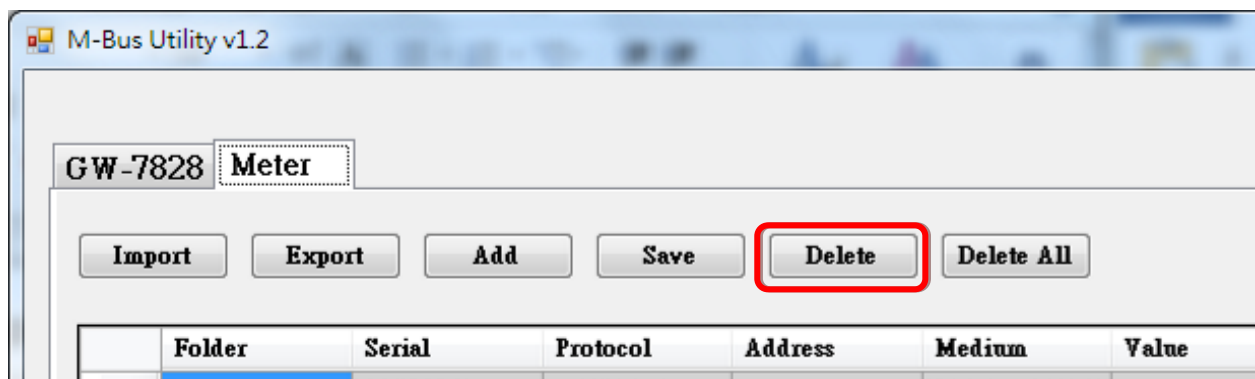 M-Bus Utility v1.2
GW-7828 Meter
Import Export Add Save Delete Delete All
Folder Serial Protocol Address Medium Value